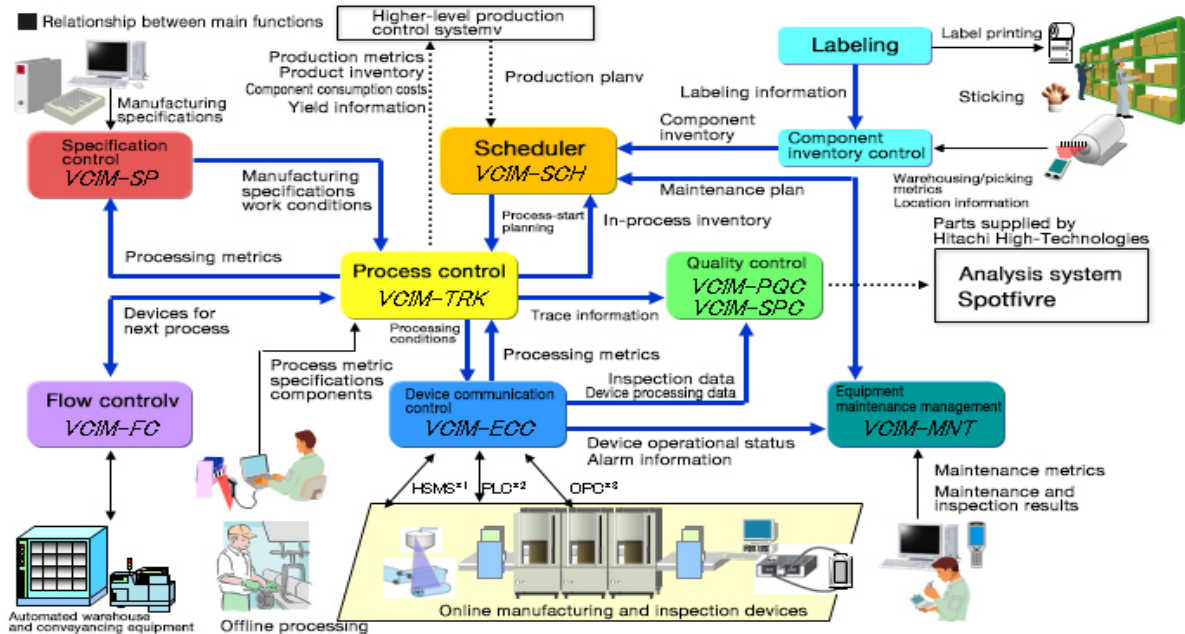 Relationship between main functions
Higher-level production
control systemv
Production metrics
Product inventory
Component consumption costs
Yield information
Production planv
Labeling
Label printing
Labeling information
Sticking
Manufacturing
specifications
Specification
control
VCIM-SP
Manufacturing
specifications
work conditions
Scheduler
VCIM-SCH
Component
inventory
Component
inventory control
Warehousing/picking
metrics
Location information
Maintenance plan
Process-start
planning
In-process inventory
Parts supplied by
Hitachi High-Technologies
Analysis system
Spotfivre
Processing metrics
Process control
VCIM-TRK
Quality control
VCIM-PQC
VCIM-SPC
Trace information
Devices for
next process
Processing
conditions
Processing metrics
Process metric
specifications
components
Inspection data
Device processing data
Flow controlv
VCIM-FC
Device communication
control
VCIM-ECC
Equipment
maintenance management
VCIM-MNT
Device operational status
Alarm information
HSMS*1
PLC*2
OPC*3
Maintenance metrics
Maintenance and
inspection results
Automated warehouse
and conveyancing equipment
Offline processing
Online manufacturing and inspection devices